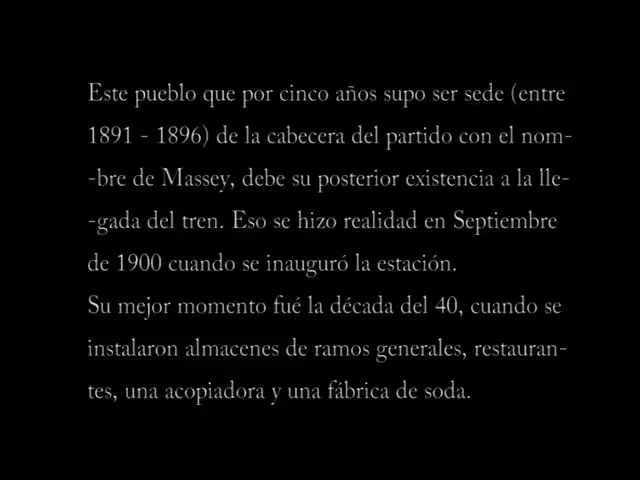 Este pueblo que por cinco años supo ser sede (entre
1891 - 1896) de la cabecera del partido con el nom-
-bre de Massey, debe su posterior existencia a la lle-
-gada del tren. Eso se hizo realidad en Septiembre
de 1900 cuando se inauguró la estación.
Su mejor momento fué la década del 40, cuando se
instalaron almacenes de ramos generales, restauran-
tes, una acopiadora y una fábrica de soda.